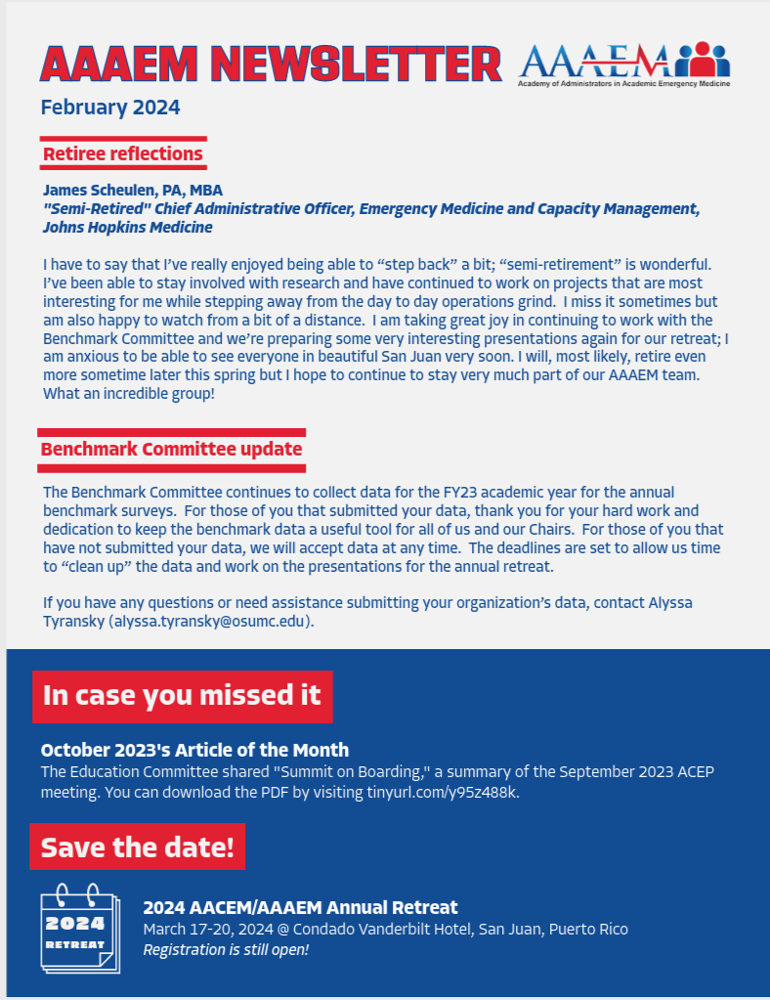 AAAEM NEWSLETTER
AAAEM
Academy of Administrators in Academic Emergency Medicine
February 2024
Retiree reflections
James Scheulen, PA, MBA
"Semi-Retired" Chief Administrative Officer, Emergency Medicine and Capacity Management,
Johns Hopkins Medicine
I have to say that I’ve really enjoyed being able to “step back” a bit; “semi-retirement” is wonderful.
I’ve been able to stay involved with research and have continued to work on projects that are most
interesting for me while stepping away from the day to day operations grind.  I miss it sometimes but
am also happy to watch from a bit of a distance.  I am taking great joy in continuing to work with the
Benchmark Committee and we’re preparing some very interesting presentations again for our retreat; I
am anxious to be able to see everyone in beautiful San Juan very soon. I will, most likely, retire even
more sometime later this spring but I hope to continue to stay very much part of our AAAEM team.
What an incredible group!
Benchmark Committee update
The Benchmark Committee continues to collect data for the FY23 academic year for the annual
benchmark surveys.  For those of you that submitted your data, thank you for your hard work and
dedication to keep the benchmark data a useful tool for all of us and our Chairs.  For those of you that
have not submitted your data, we will accept data at any time.  The deadlines are set to allow us time
to “clean up” the data and work on the presentations for the annual retreat.
If you have any questions or need assistance submitting your organization’s data, contact Alyssa
Tyransky (alyssa.tyransky@osumc.edu).
In case you missed it
October 2023's Article of the Month
The Education Committee shared "Summit on Boarding," a summary of the September 2023 ACEP
meeting. You can download the PDF by visiting tinyurl.com/y95z488k.
Save the date!
2024
RETREAT
2024 AACEM/AAAEM Annual Retreat
March 17-20, 2024 @ Condado Vanderbilt Hotel, San Juan, Puerto Rico
Registration is still open!